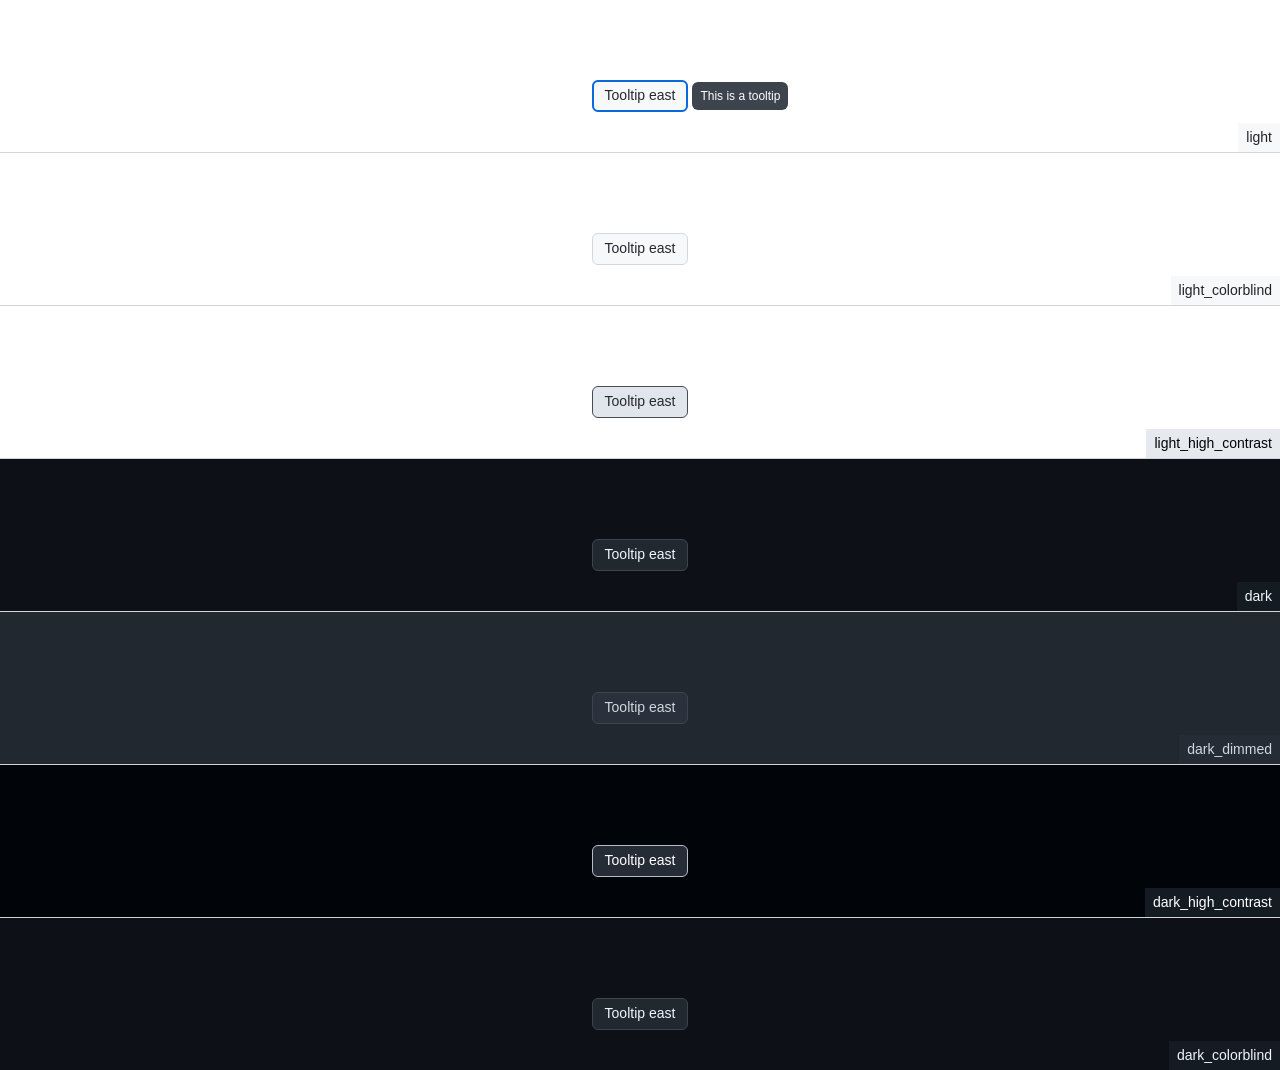 Tooltip east This is a tooltip
light
Tooltip east
light_colorblind
Tooltip east
light_high_contrast
Tooltip east
dark
Tooltip east
dark_dimmed
Tooltip east
dark_high_contrast
Tooltip east
dark_colorblind